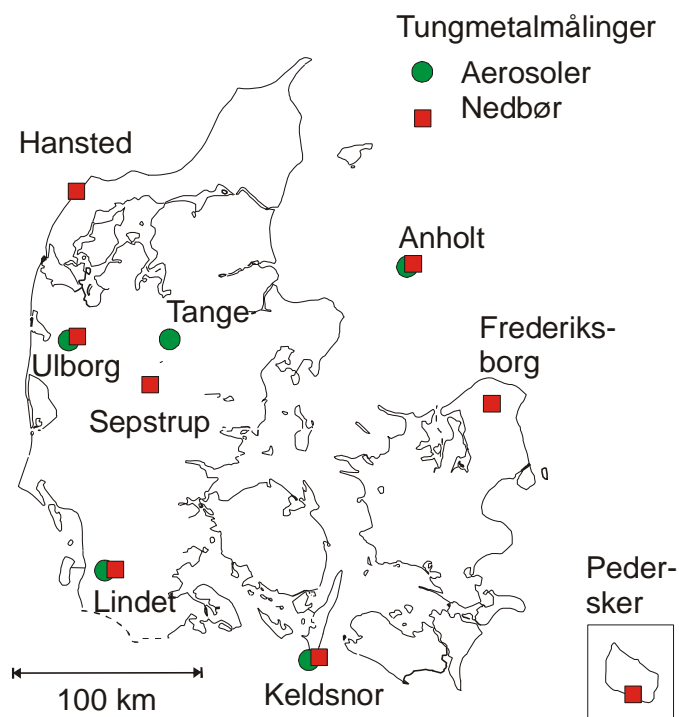 Tungmetalmålinger
Aerosoler
Nedbør
Hansted
Anholt
Tange
Frederiks-
borg
Ulborg
Sepstrup
Lindet
Peder-
sker
Keldsnor
100 km